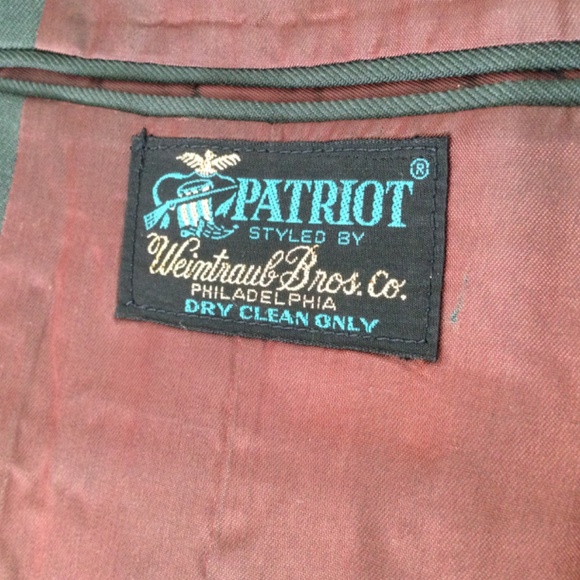 PATRIOT ®
STYLED BY
Weintraub Bros. Co.
PHILADELPHIA
DRY CLEAN ONLY